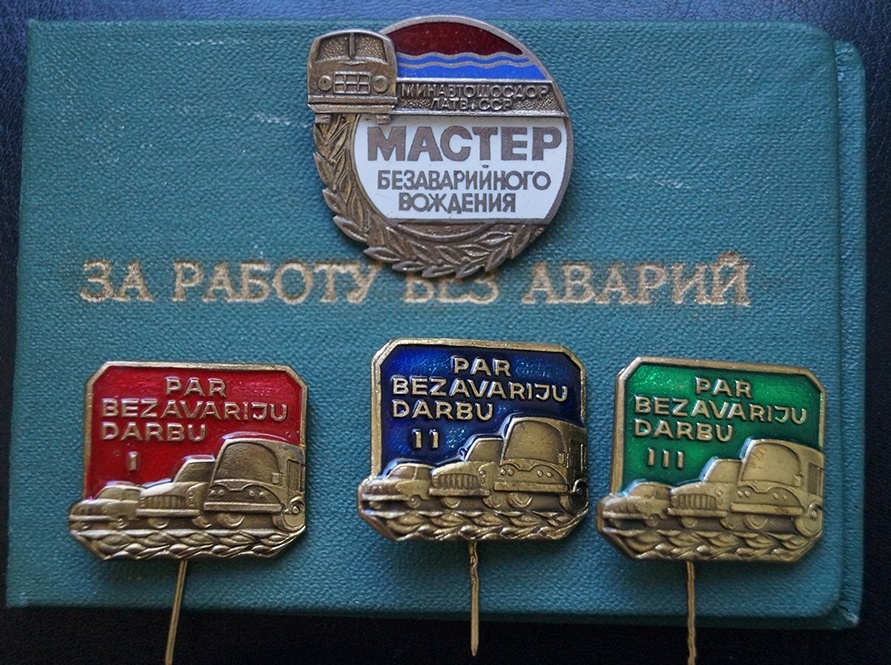 МИНАВТОШОСДОР
ЛАТВ.ССР
МАСТЕР
БЕЗАВАРИЙНОГО
ВОЖДЕНИЯ
ЗА РАБОТУ БЕЗ АВАРИЙ
PAR
BEZAVARIJU
DARBU
I
PAR
BEZAVARIJU
DARBU
II
PAR
BEZAVARIJU
DARBU
III